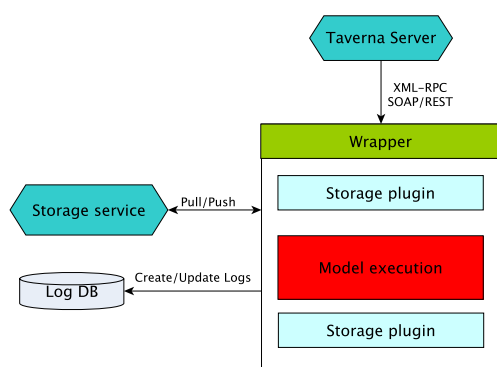 Taverna Server
XML-RPC
SOAP/REST
Wrapper
Storage plugin
Storage service
Pull/Push
Model execution
Create/Update Logs
Log DB
Storage plugin